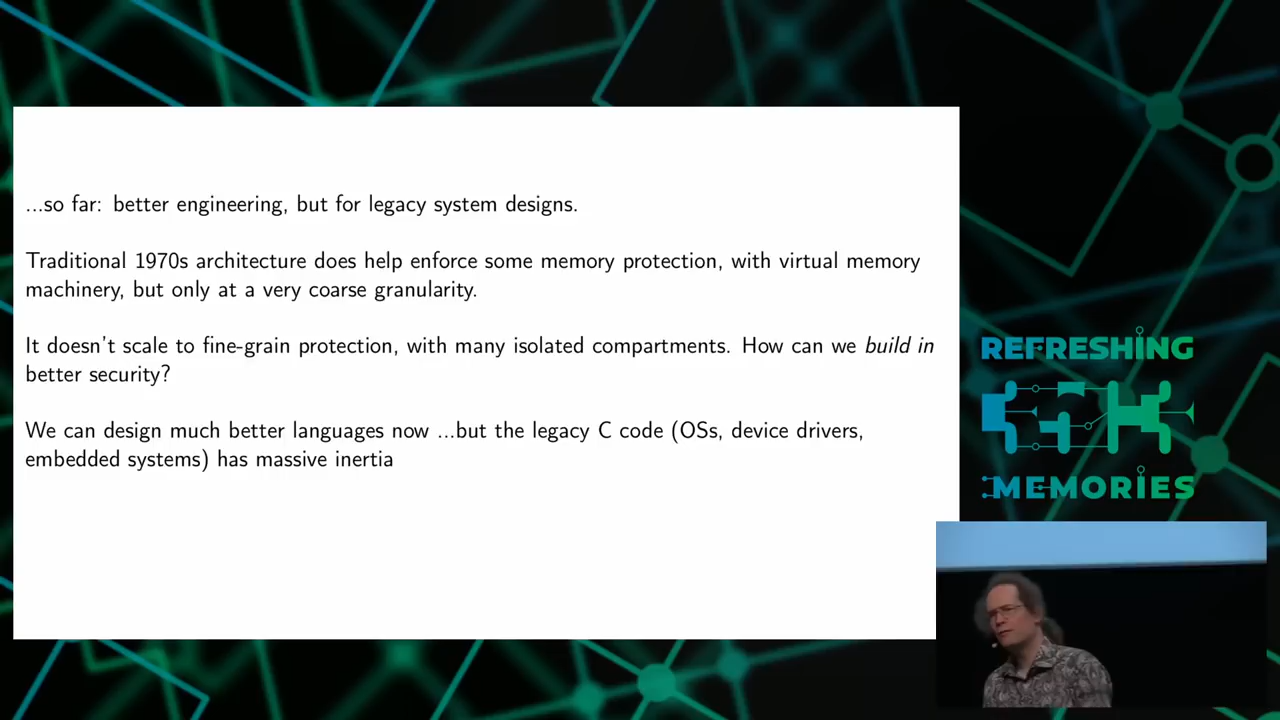 ...so far: better engineering, but for legacy system designs.
Traditional 1970s architecture does help enforce some memory protection, with virtual memory
machinery, but only at a very coarse granularity.
It doesn't scale to fine-grain protection, with many isolated compartments. How can we build in
better security?
We can design much better languages now ...but the legacy C code (OSs, device drivers,
embedded systems) has massive inertia
REFRESHING
MEMORIES